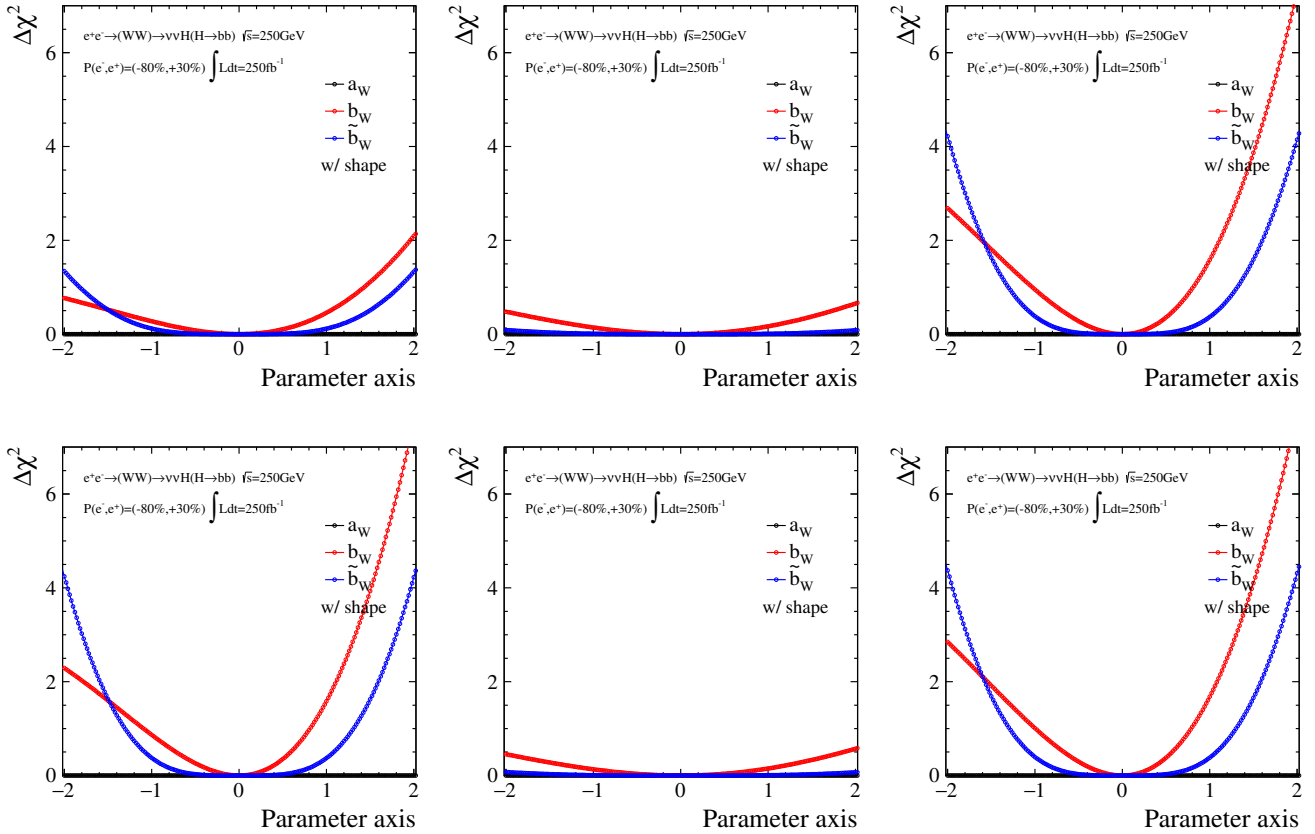 Δχ²
6
4
2
0
e⁺e⁻→(WW)→ννH(H→bb) √s=250GeV
P(e⁻,e⁺)=(-80%,+30%) ∫Ldt=250fb⁻¹
a_W
b_W
b̃_W
w/ shape
−2 −1 0 1 2
Parameter axis
Δχ²
6
4
2
0
e⁺e⁻→(WW)→ννH(H→bb) √s=250GeV
P(e⁻,e⁺)=(-80%,+30%) ∫Ldt=250fb⁻¹
a_W
b_W
b̃_W
w/ shape
−2 −1 0 1 2
Parameter axis
Δχ²
6
4
2
0
e⁺e⁻→(WW)→ννH(H→bb) √s=250GeV
P(e⁻,e⁺)=(-80%,+30%) ∫Ldt=250fb⁻¹
a_W
b_W
b̃_W
w/ shape
−2 −1 0 1 2
Parameter axis
Δχ²
6
4
2
0
e⁺e⁻→(WW)→ννH(H→bb) √s=250GeV
P(e⁻,e⁺)=(-80%,+30%) ∫Ldt=250fb⁻¹
a_W
b_W
b̃_W
w/ shape
−2 −1 0 1 2
Parameter axis
Δχ²
6
4
2
0
e⁺e⁻→(WW)→ννH(H→bb) √s=250GeV
P(e⁻,e⁺)=(-80%,+30%) ∫Ldt=250fb⁻¹
a_W
b_W
b̃_W
w/ shape
−2 −1 0 1 2
Parameter axis
Δχ²
6
4
2
0
e⁺e⁻→(WW)→ννH(H→bb) √s=250GeV
P(e⁻,e⁺)=(-80%,+30%) ∫Ldt=250fb⁻¹
a_W
b_W
b̃_W
w/ shape
−2 −1 0 1 2
Parameter axis